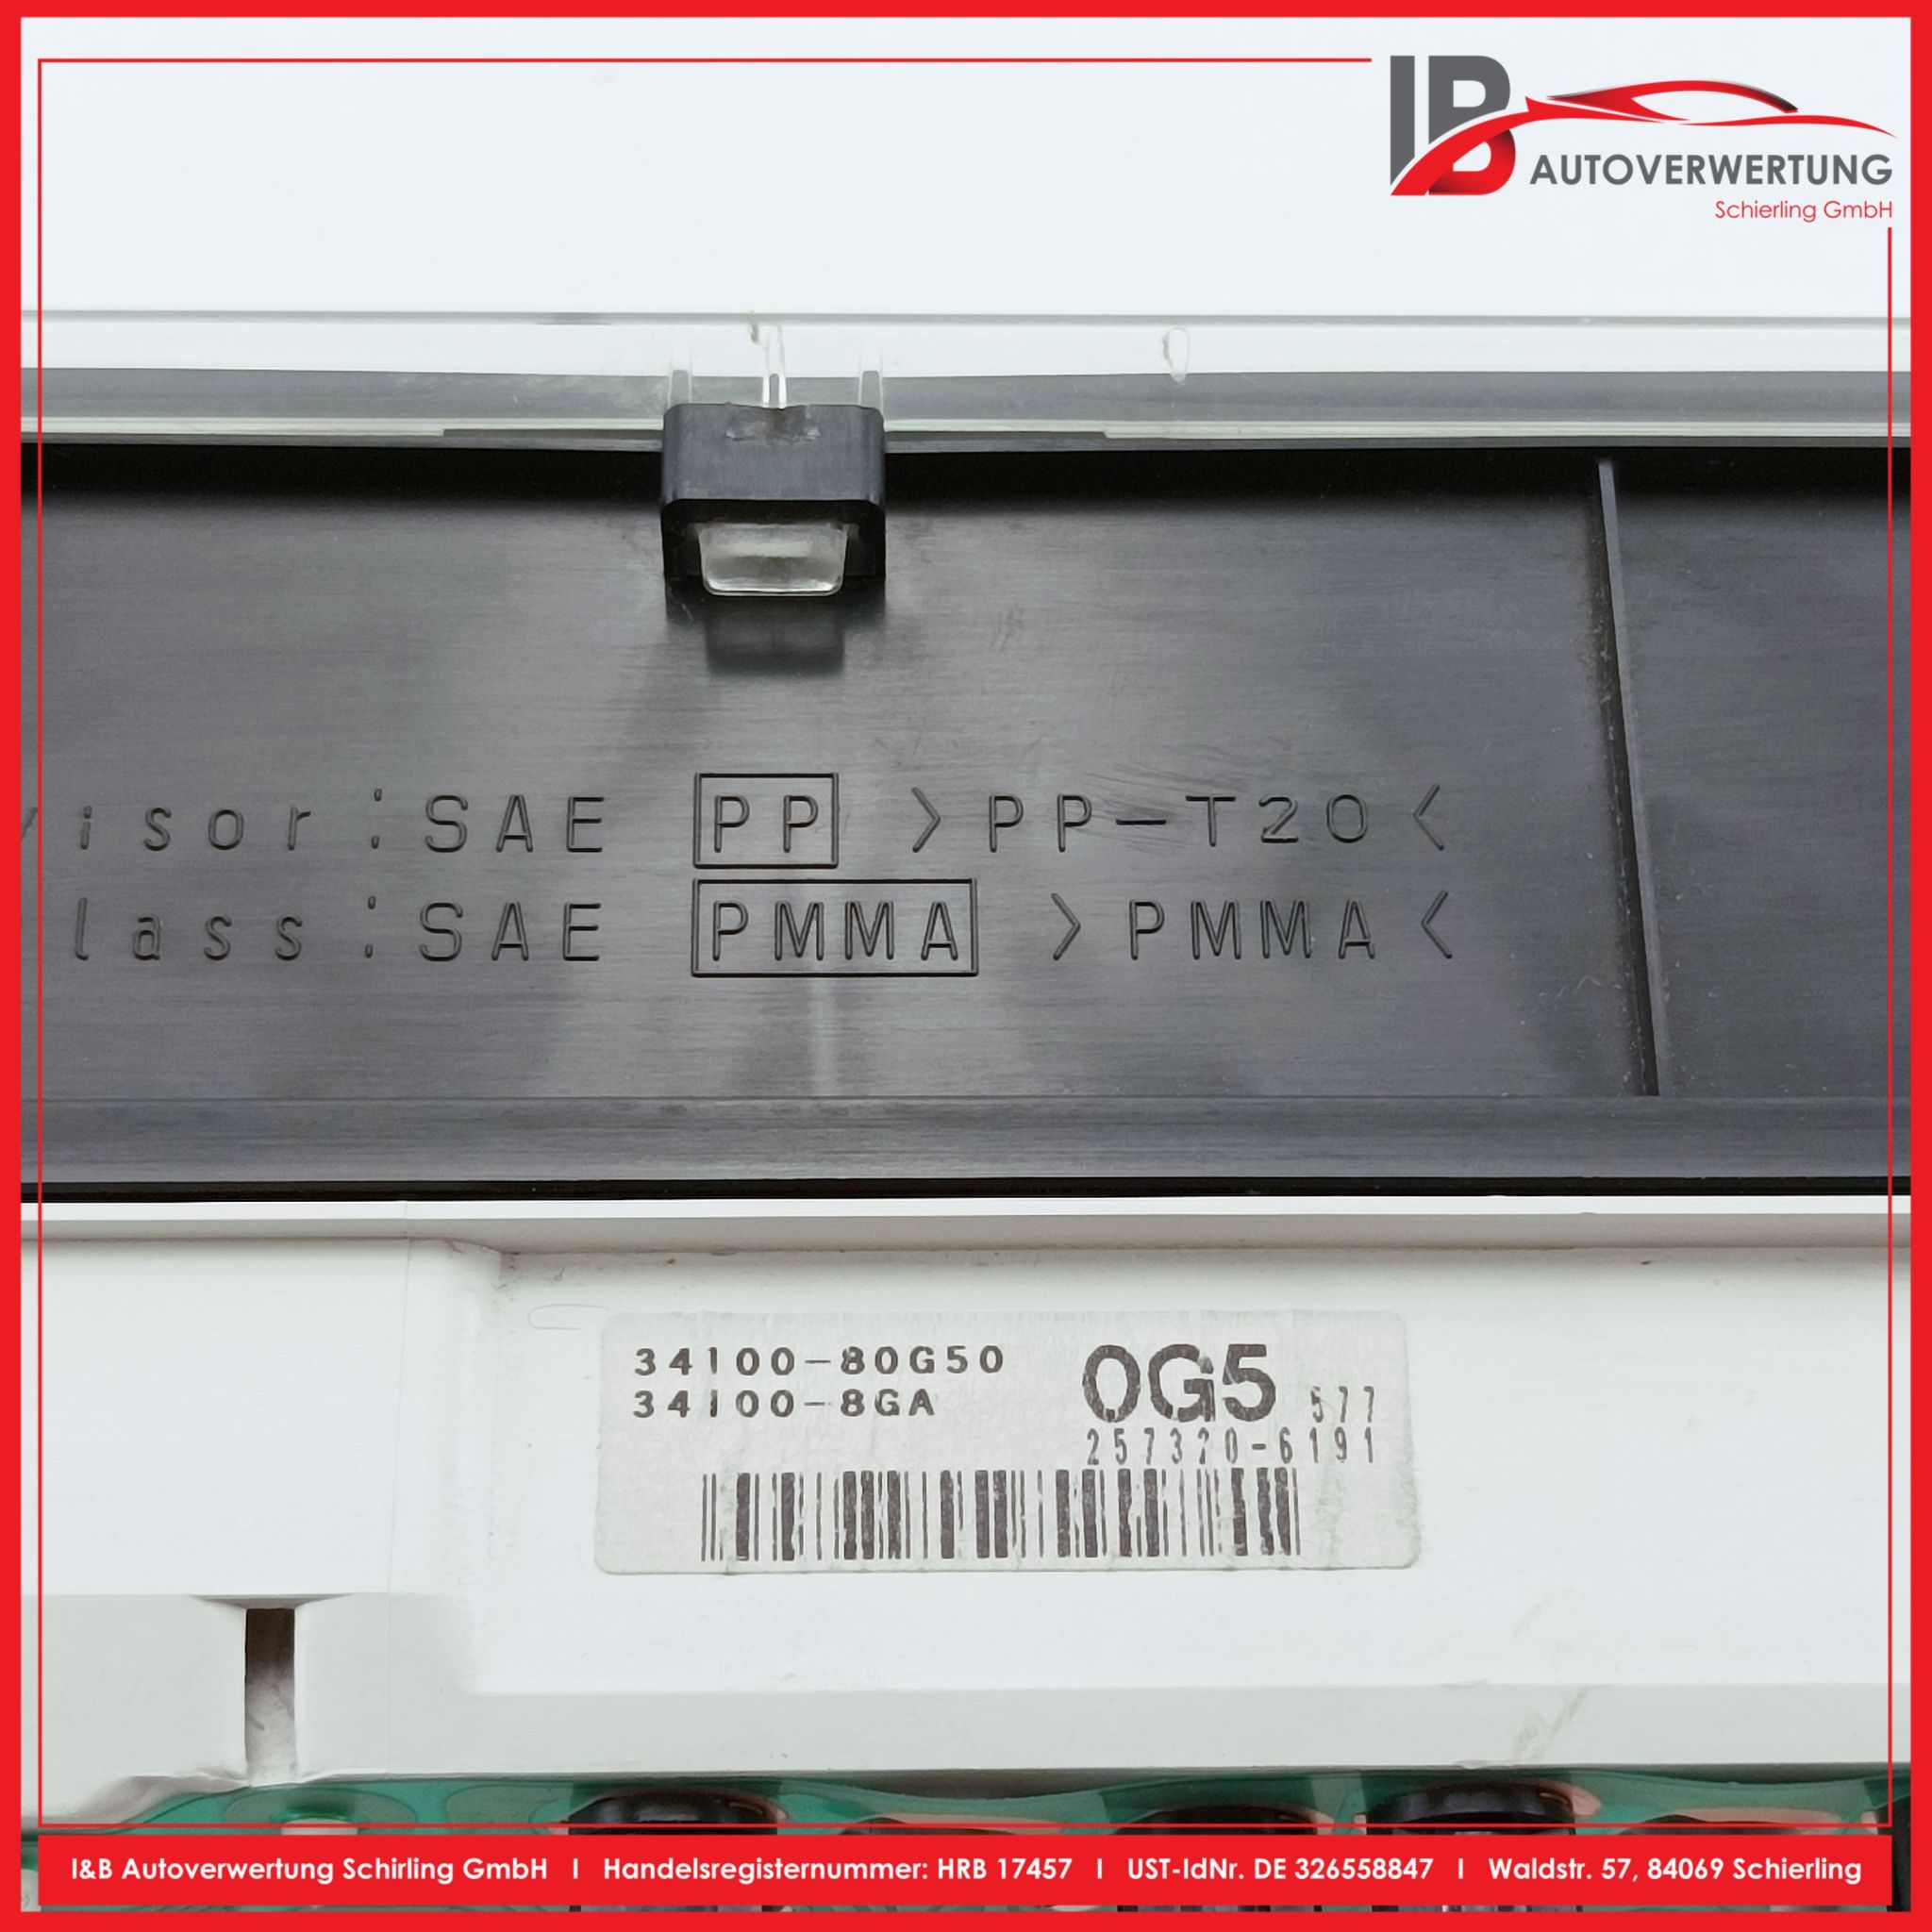 IB AUTOVERWERTUNG
Schierling GmbH
visor:SAE PP >PP-T20<
lass:SAE PMMA >PMMA<
34100-80G50 0G5
34100-8GA 577
257320-6191
I&B Autoverwertung Schirling GmbH I Handelsregisternummer: HRB 17457 I UST-IdNr. DE 326558847 I Waldstr. 57, 84069 Schierling